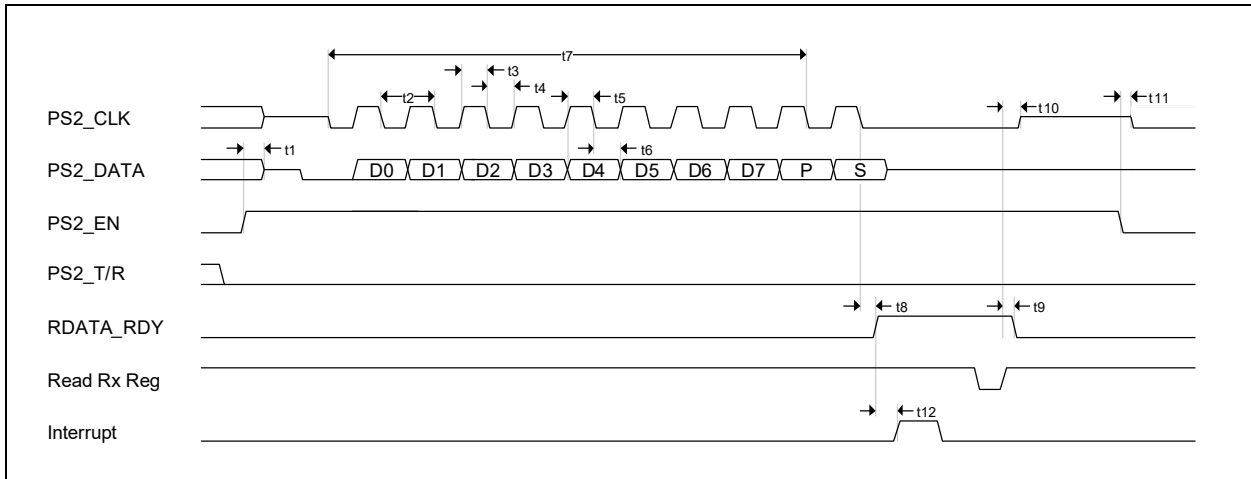 t7
t3
t2
t4
t5
t10
t11
PS2_CLK
t1
t6
PS2_DATA
D0 D1 D2 D3 D4 D5 D6 D7 P S
PS2_EN
PS2_T/R
t8
t9
RDATA_RDY
Read Rx Reg
t12
Interrupt